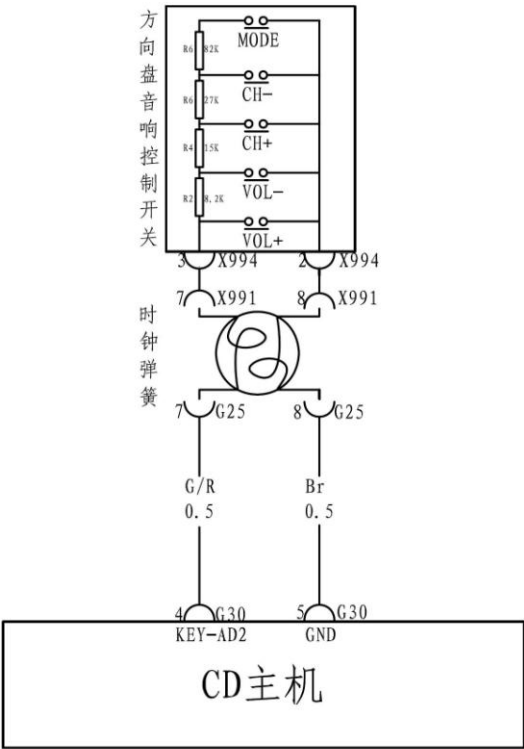 方向盘音响控制开关
R6 82K
MODE
R6 27K
CH-
R4 15K
CH+
R2 8.2K
VOL-
VOL+
3 X994 2 X994
7 X991 8 X991
时钟弹簧
7 G25 8 G25
G/R Br
0.5 0.5
4 G30 5 G30
KEY-AD2 GND
CD主机